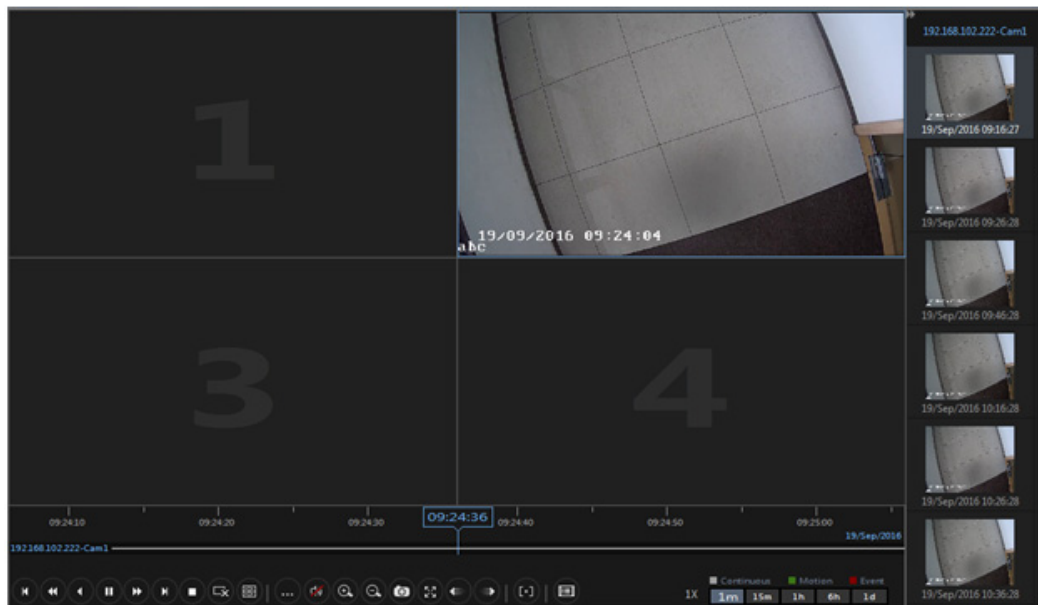 1
19/09/2016 09:24:04
abc
3
4
192.168.102.222-Cam1
19/Sep/2016 09:16:27
19/Sep/2016 09:26:28
19/Sep/2016 09:46:28
19/Sep/2016 10:16:28
19/Sep/2016 10:26:28
19/Sep/2016 10:36:28
09:24:10
09:24:20
09:24:30
09:24:36
09:24:40
09:24:50
09:25:00
19/Sep/2016
192.168.102.222-Cam1
Continuous
Motion
Event
1X
1m
15m
1h
6h
1d